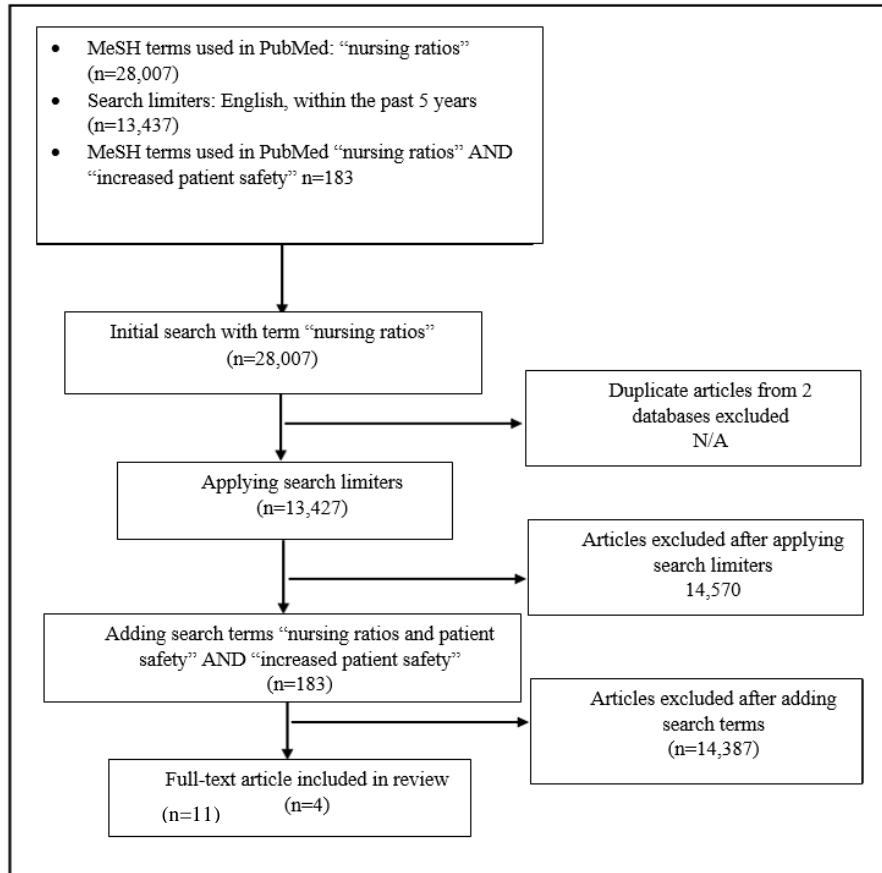 • MeSH terms used in PubMed: “nursing ratios”
(n=28,007)
• Search limiters: English, within the past 5 years
(n=13,437)
• MeSH terms used in PubMed “nursing ratios” AND
“increased patient safety” n=183
Initial search with term “nursing ratios”
(n=28,007)
Duplicate articles from 2
databases excluded
N/A
Applying search limiters
(n=13,427)
Articles excluded after applying
search limiters
14,570
Adding search terms “nursing ratios and patient
safety” AND “increased patient safety”
(n=183)
Articles excluded after adding
search terms
(n=14,387)
Full-text article included in review
(n=11) (n=4)